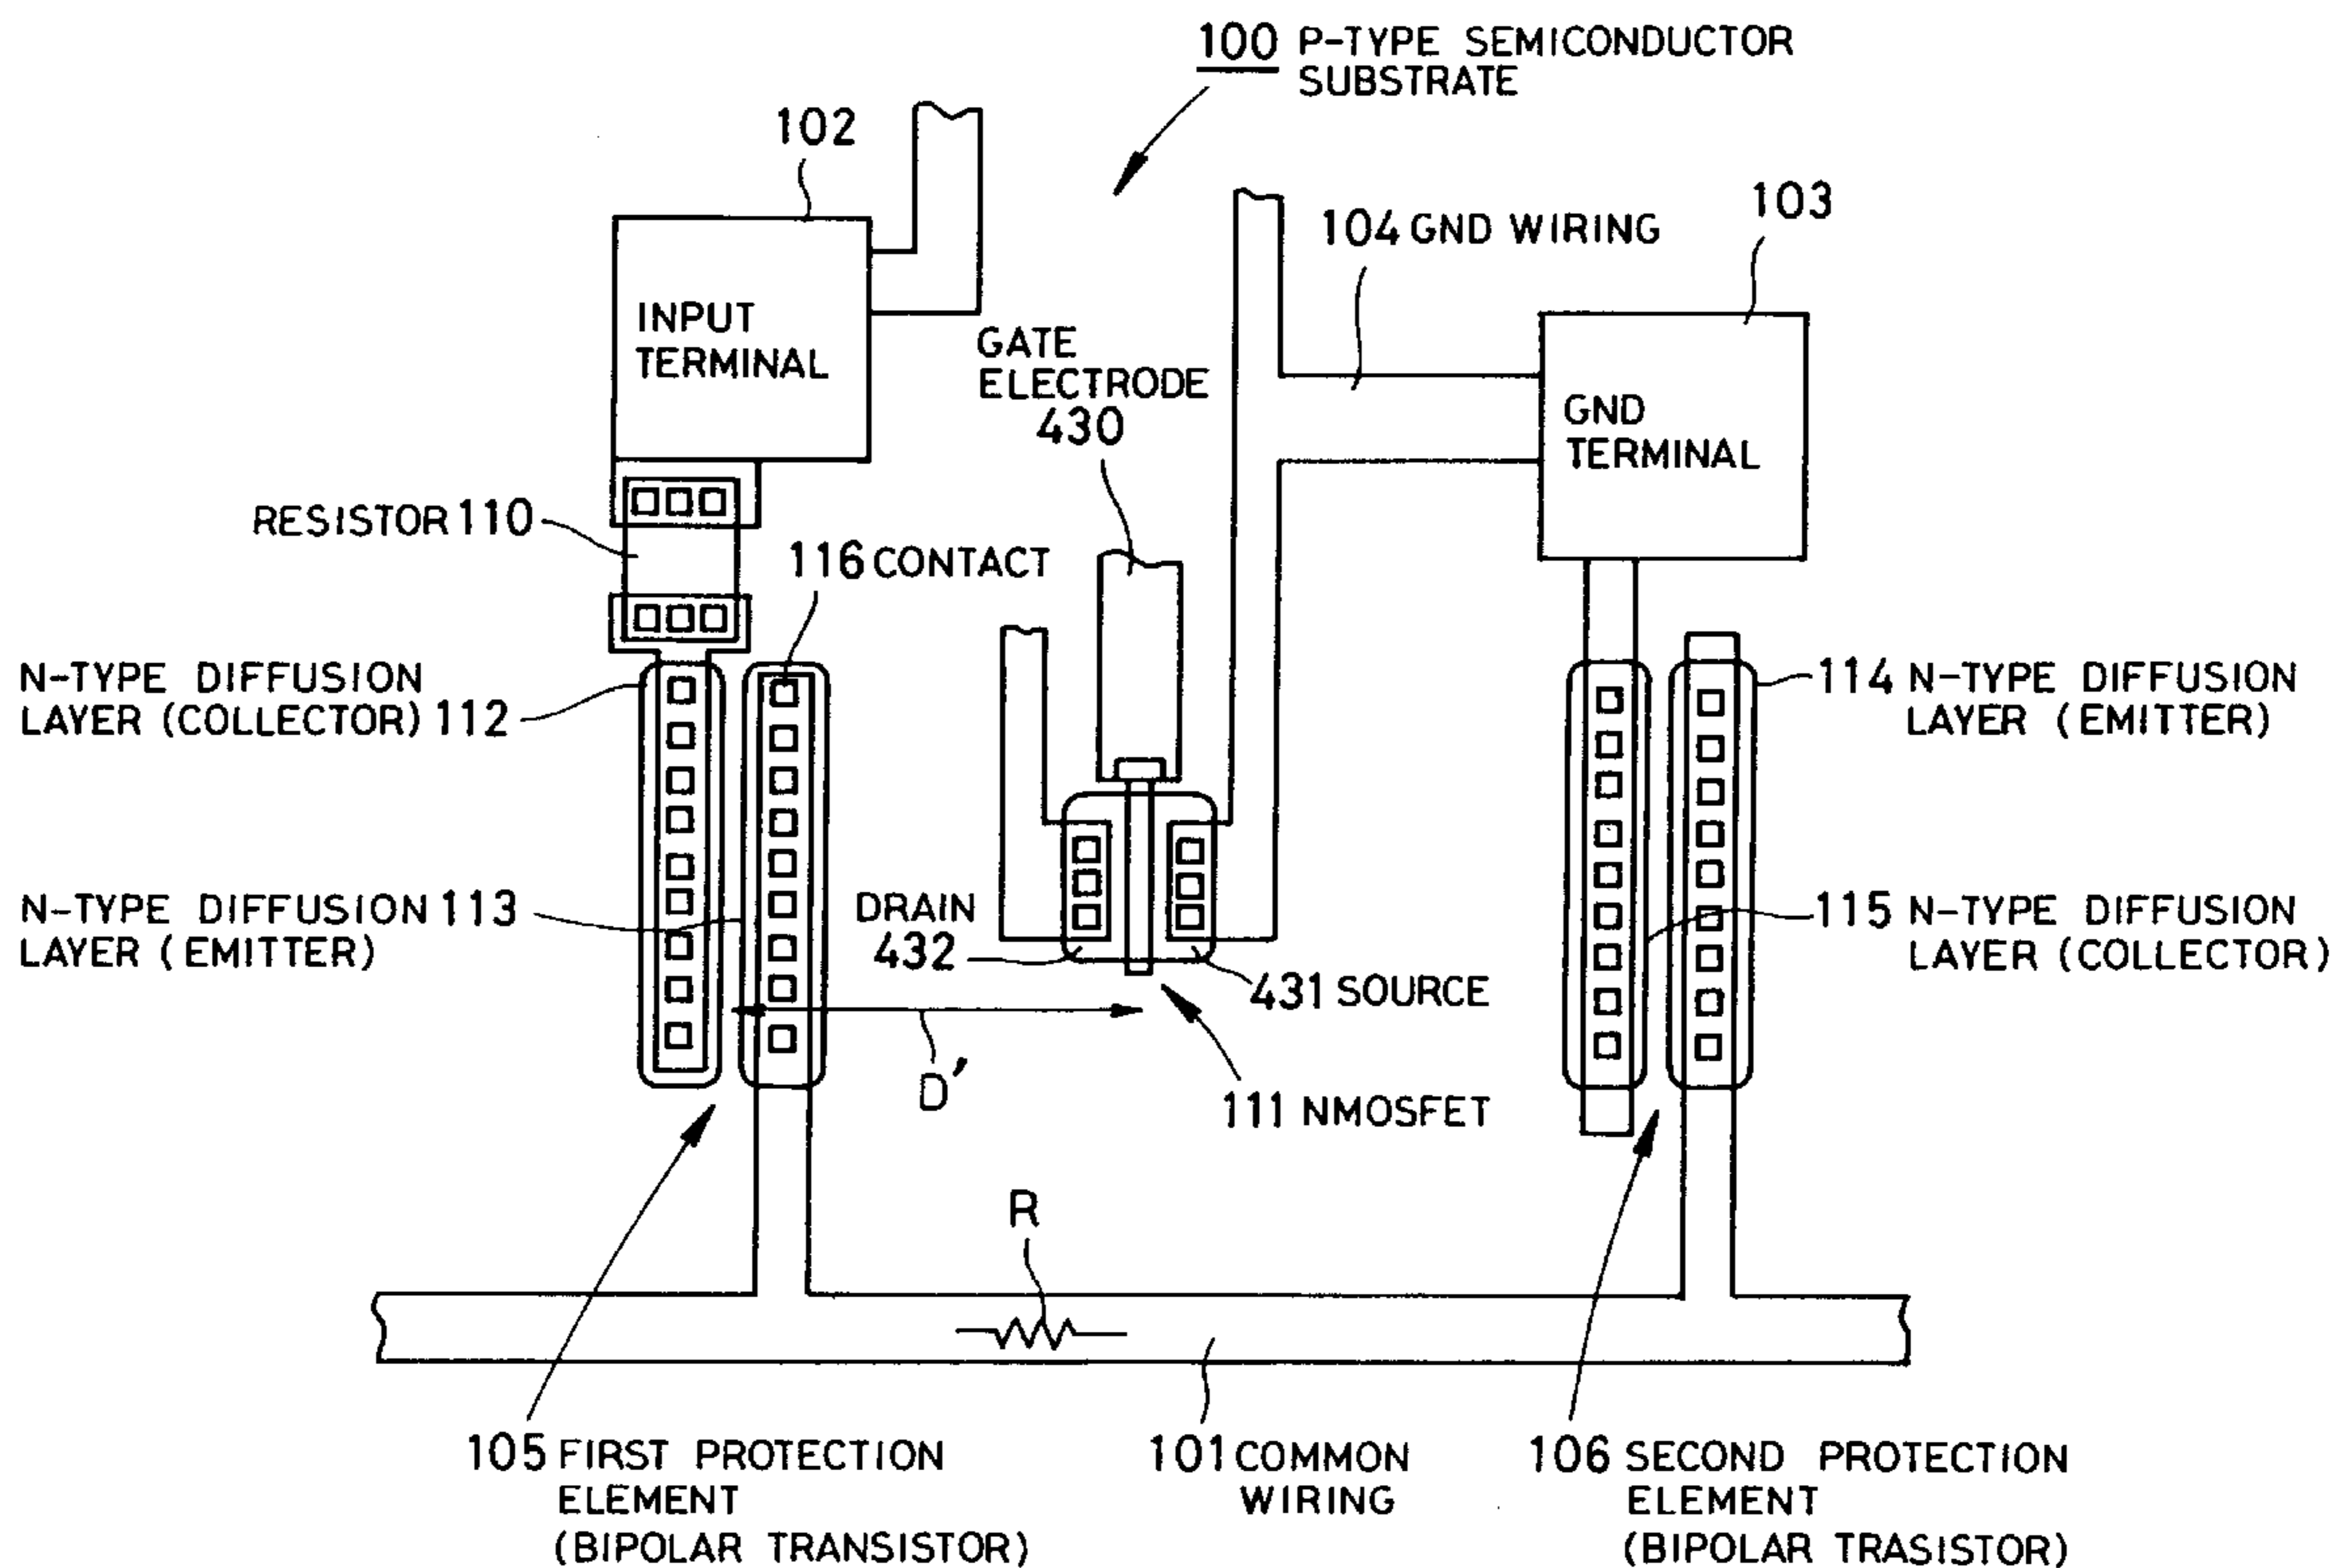 100 P-TYPE SEMICONDUCTOR
SUBSTRATE
102
103
104 GND WIRING
INPUT
TERMINAL
GATE
ELECTRODE
430
GND
TERMINAL
RESISTOR 110
116 CONTACT
N-TYPE DIFFUSION
LAYER (COLLECTOR) 112
114 N-TYPE DIFFUSION
LAYER (EMITTER)
N-TYPE DIFFUSION 113
LAYER (EMITTER)
DRAIN
432
115 N-TYPE DIFFUSION
LAYER (COLLECTOR)
431 SOURCE
D'
111 NMOSFET
R
105 FIRST PROTECTION
ELEMENT
(BIPOLAR TRANSISTOR)
101 COMMON
WIRING
106 SECOND PROTECTION
ELEMENT
(BIPOLAR TRASISTOR)